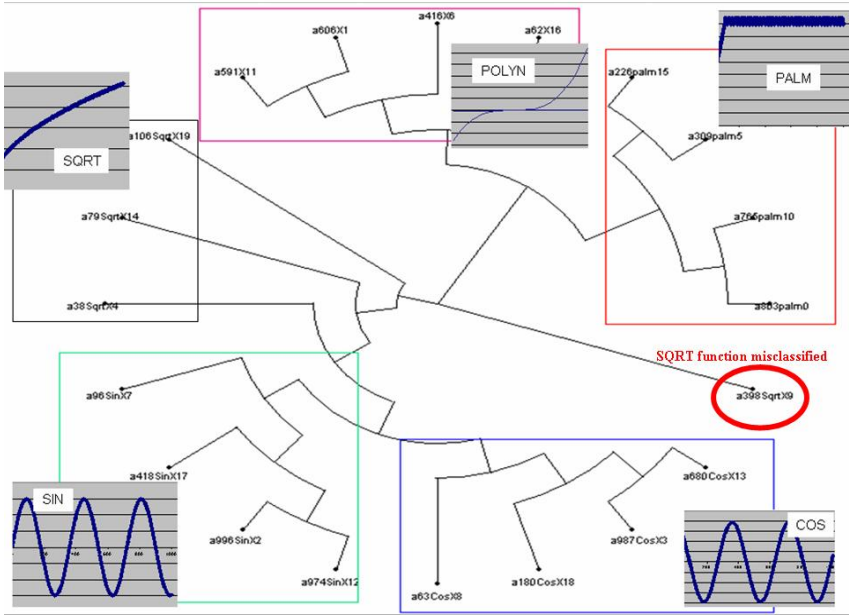 a416X6
a606X1
a62X16
a591X11
POLYN
a226palm15
PALM
a106SqrtX19
SQRT
a309palm5
a79SqrtX14
a765palm10
a38SqrtX4
a863palm0
SQRT function misclassified
a96SinX7
a398SqrtX9
a418SinX17
a680CosX13
SIN
a996SinX2
a987CosX3
COS
a974SinX12
a63CosX8
a180CosX18